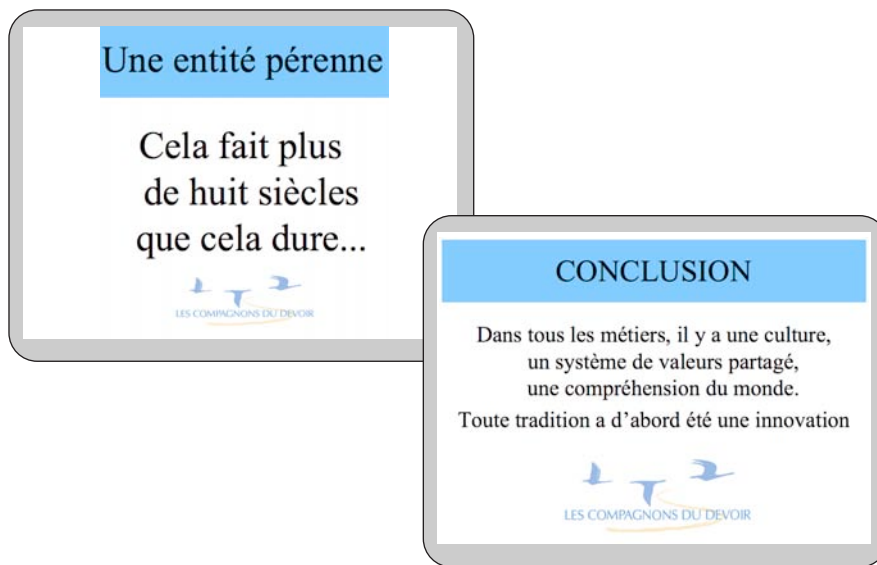 Une entité pérenne
Cela fait plus
de huit siècles
que cela dure...
LES COMPAGNONS DU DEVOIR
CONCLUSION
Dans tous les métiers, il y a une culture,
un système de valeurs partagé,
une compréhension du monde.
Toute tradition a d'abord été une innovation
LES COMPAGNONS DU DEVOIR